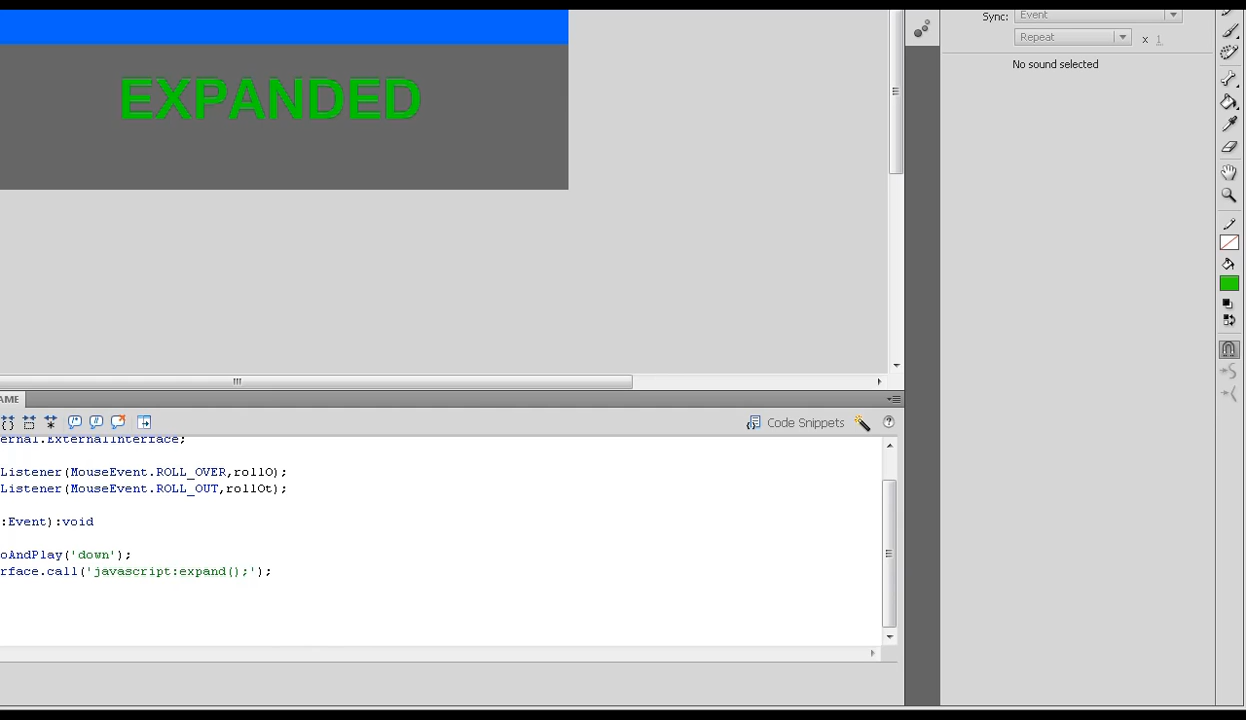 Sync: Event
Repeat x 1
No sound selected
EXPANDED
AME
Code Snippets
ernal.ExternalInterface;
Listener(MouseEvent.ROLL_OVER,rollO);
Listener(MouseEvent.ROLL_OUT,rollOt);
:Event):void
oAndPlay('down');
rface.call('javascript:expand();');